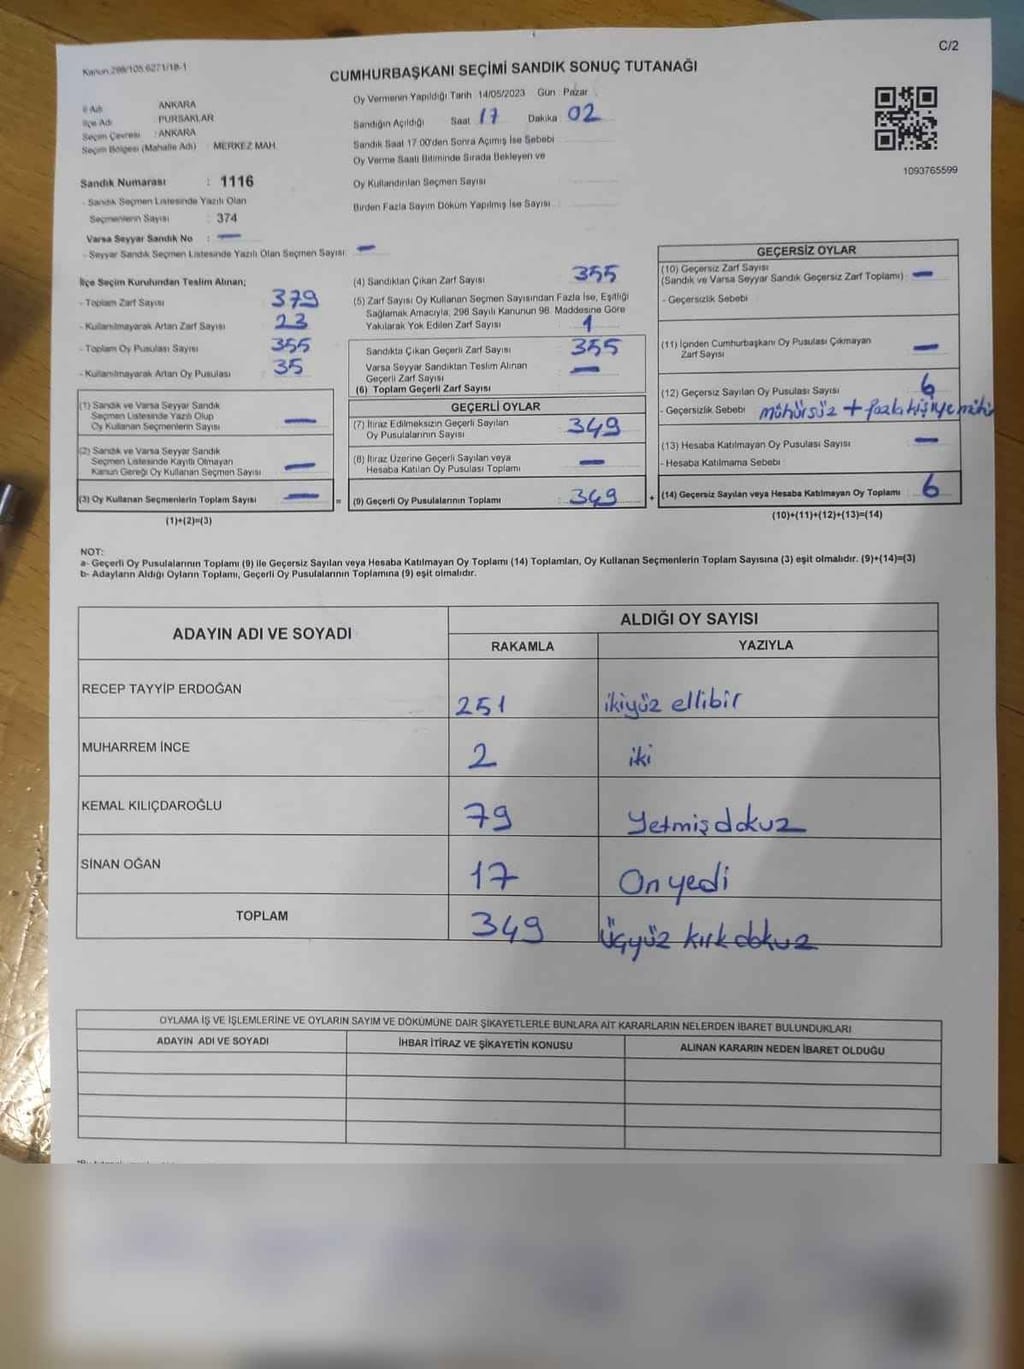 C/2
Kanun 298/105 6271/18-1
CUMHURBAŞKANI SEÇİMİ SANDIK SONUÇ TUTANAĞI
İl Adı ANKARA
İlçe Adı PURSAKLAR
Seçim Çevresi : ANKARA
Seçim Bölgesi (Mahalle Adı) MERKEZ MAH.
Sandık Numarası : 1116
- Sandık Seçmen Listesinde Yazılı Olan
Seçmenlerin Sayısı : 374
Varsa Seyyar Sandık No : —
- Seyyar Sandık Seçmen Listesinde Yazılı Olan Seçmen Sayısı —
Oy Vermenin Yapıldığı Tarih 14/05/2023 Gün : Pazar
Sandığın Açıldığı Saat 17 Dakika 02
Sandık Saat 17.00'den Sonra Açımış İse Sebebi
Oy Verme Saati Bitiminde Sırada Bekleyen ve
Oy Kullandırılan Seçmen Sayısı
Birden Fazla Sayım Döküm Yapılmış İse Sayısı
1093765599
İlçe Seçim Kurulundan Teslim Alınan;
- Toplam Zarf Sayısı 379
- Kullanılmayarak Artan Zarf Sayısı 23
- Toplam Oy Pusulası Sayısı 355
- Kullanılmayarak Artan Oy Pusulası 35
(1) Sandık ve Varsa Seyyar Sandık
Seçmen Listesinde Yazılı Olup
Oy Kullanan Seçmenlerin Sayısı —
(2) Sandık ve Varsa Seyyar Sandık
Seçmen Listesinde Kayıtlı Olmayan
Kanun Gereği Oy Kullanan Seçmen Sayısı —
(3) Oy Kullanan Seçmenlerin Toplam Sayısı — =
(1)+(2)=(3)
(4) Sandıktan Çıkan Zarf Sayısı 355
(5) Zarf Sayısı Oy Kullanan Seçmen Sayısından Fazla İse, Eşitliği
Sağlamak Amacıyla, 298 Sayılı Kanunun 98. Maddesine Göre
Yakılarak Yok Edilen Zarf Sayısı 1
Sandıkta Çıkan Geçerli Zarf Sayısı 355
Varsa Seyyar Sandıktan Teslim Alınan
Geçerli Zarf Sayısı —
(6) Toplam Geçerli Zarf Sayısı
GEÇERLİ OYLAR
(7) İtiraz Edilmeksizin Geçerli Sayılan
Oy Pusulalarının Sayısı 349
(8) İtiraz Üzerine Geçerli Sayılan veya
Hesaba Katılan Oy Pusulası Toplamı —
(9) Geçerli Oy Pusulalarının Toplamı 349 +
GEÇERSİZ OYLAR
(10) Geçersiz Zarf Sayısı
(Sandık ve Varsa Seyyar Sandık Geçersiz Zarf Toplamı) —
- Geçersizlik Sebebi
(11) İçinden Cumhurbaşkanı Oy Pusulası Çıkmayan
Zarf Sayısı —
(12) Geçersiz Sayılan Oy Pusulası Sayısı 6
- Geçersizlik Sebebi mühürsüz + fazla kişiye
(13) Hesaba Katılmayan Oy Pusulası Sayısı —
- Hesaba Katılmama Sebebi
(14) Geçersiz Sayılan veya Hesaba Katılmayan Oy Toplamı 6
(10)+(11)+(12)+(13)=(14)
NOT:
a- Geçerli Oy Pusulalarının Toplamı (9) ile Geçersiz Sayılan veya Hesaba Katılmayan Oy Toplamı (14) Toplamları, Oy Kullanan Seçmenlerin Toplam Sayısına (3) eşit olmalıdır. (9)+(14)=(3)
b- Adayların Aldığı Oyların Toplamı, Geçerli Oy Pusulalarının Toplamına (9) eşit olmalıdır.
ADAYIN ADI VE SOYADI ALDIĞI OY SAYISI
RAKAMLA YAZIYLA
RECEP TAYYİP ERDOĞAN 251 ikiyüz ellibir
MUHARREM İNCE 2 iki
KEMAL KILIÇDAROĞLU 79 Yetmiş dokuz
SİNAN OĞAN 17 On yedi
TOPLAM 349 Üçyüz kırk dokuz
OYLAMA İŞ VE İŞLEMLERİNE VE OYLARIN SAYIM VE DÖKÜMÜNE DAİR ŞİKAYETLERLE BUNLARA AİT KARARLARIN NELERDEN İBARET BULUNDUKLARI
ADAYIN ADI VE SOYADI İHBAR İTİRAZ VE ŞİKAYETİN KONUSU ALINAN KARARIN NEDEN İBARET OLDUĞU